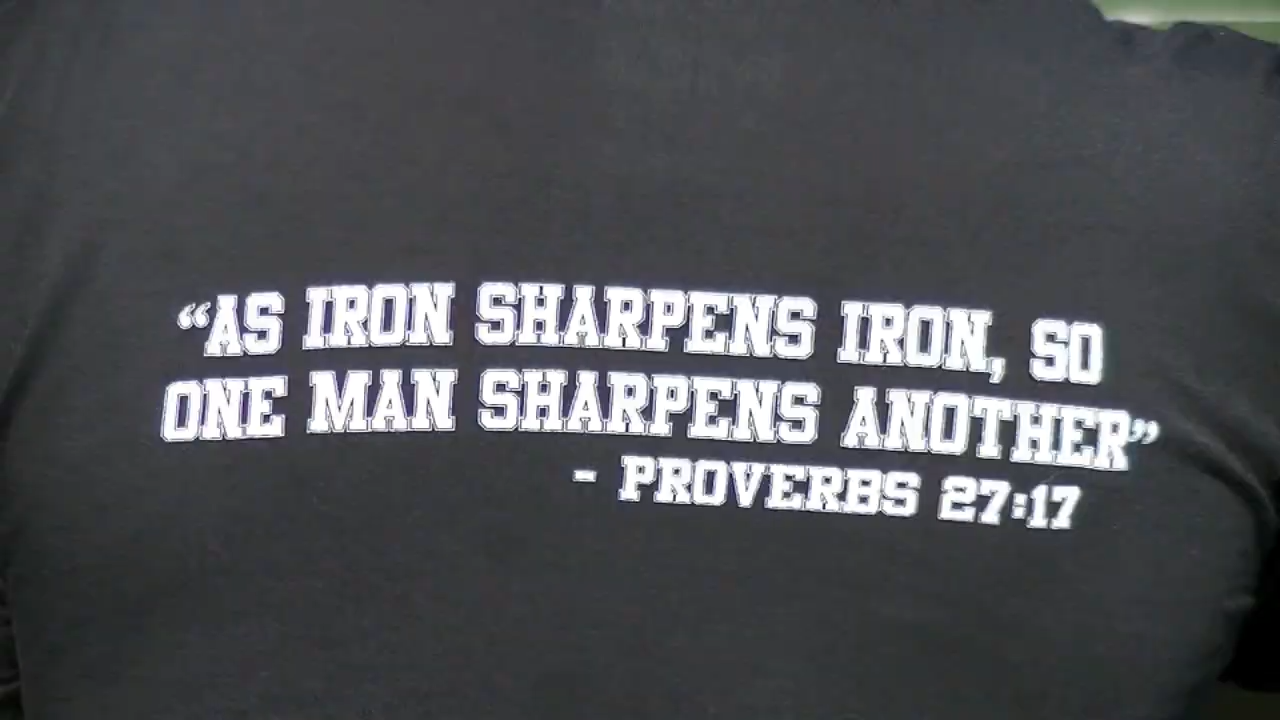 “AS IRON SHARPENS IRON, SO
ONE MAN SHARPENS ANOTHER”
- PROVERBS 27:17